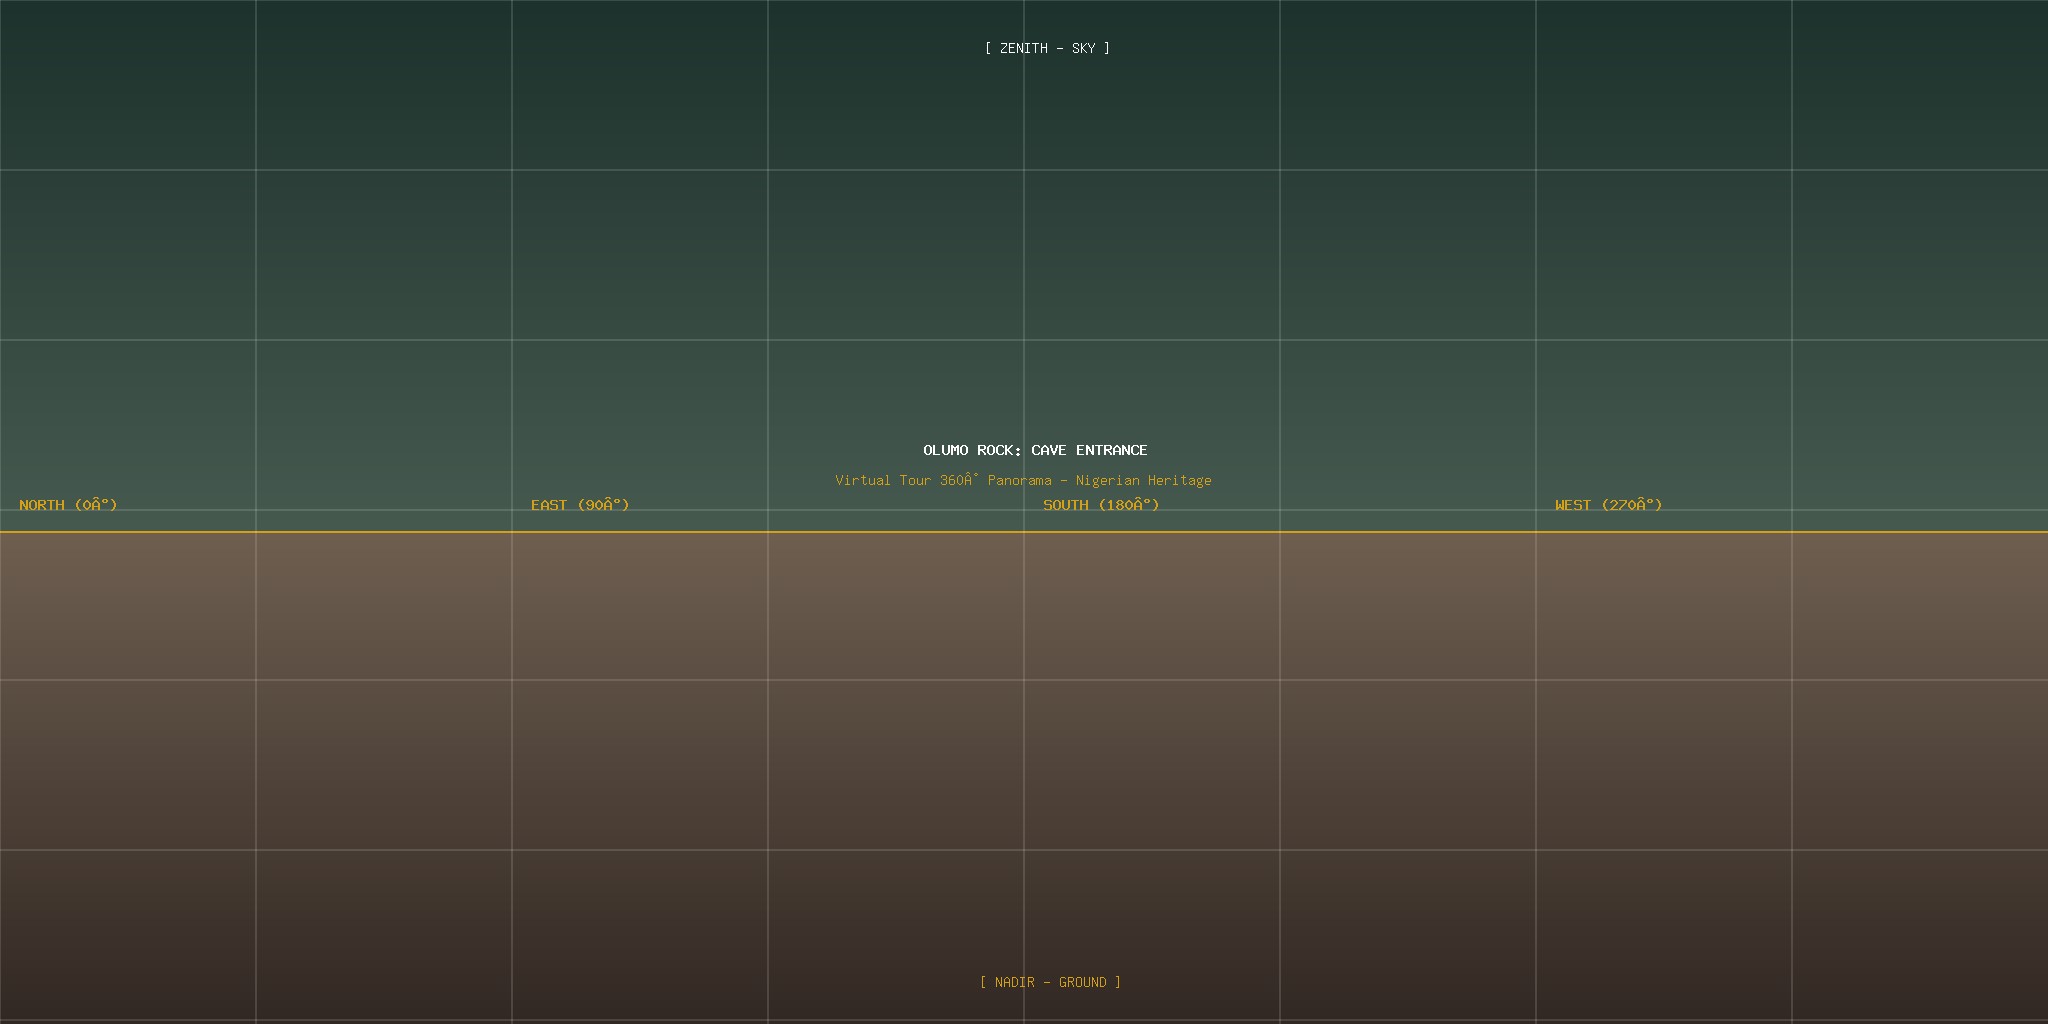 [ ZENITH - SKY ]
OLUMO ROCK: CAVE ENTRANCE
Virtual Tour 360Â° Panorama - Nigerian Heritage
NORTH (0Â°)
EAST (90Â°)
SOUTH (180Â°)
WEST (270Â°)
[ NADIR - GROUND ]